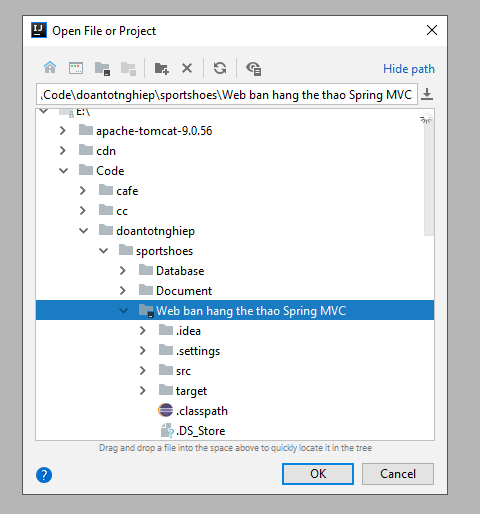 Open File or Project
Hide path
\Code\doantotnghiep\sportshoes\Web ban hang the thao Spring MVC
E:\
apache-tomcat-9.0.56
cdn
Code
cafe
cc
doantotnghiep
sportshoes
Database
Document
Web ban hang the thao Spring MVC
.idea
.settings
src
target
.classpath
.DS_Store
Drag and drop a file into the space above to quickly locate it in the tree
?
OK
Cancel